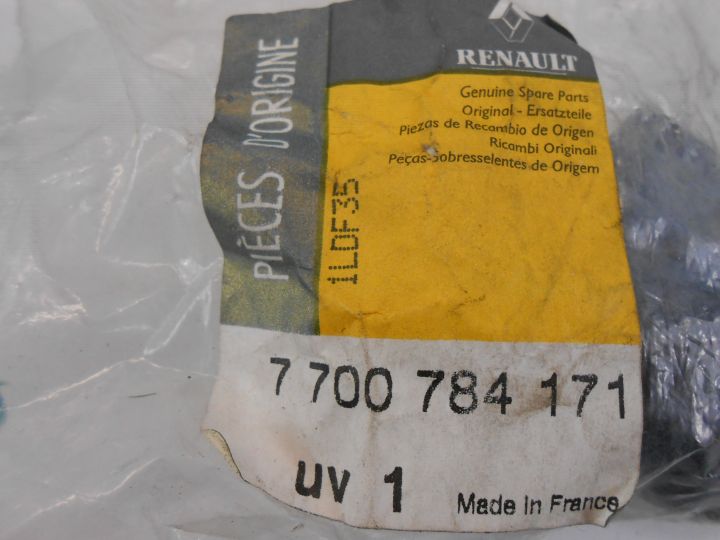 RENAULT
PIÈCES D'ORIGINE
Genuine Spare Parts
Original - Ersatzteile
Piezas de Recambio de Origen
Ricambi Originali
Peças-Sobresselentes de Origem
1LDF35
7 700 784 171
uv 1
Made In France